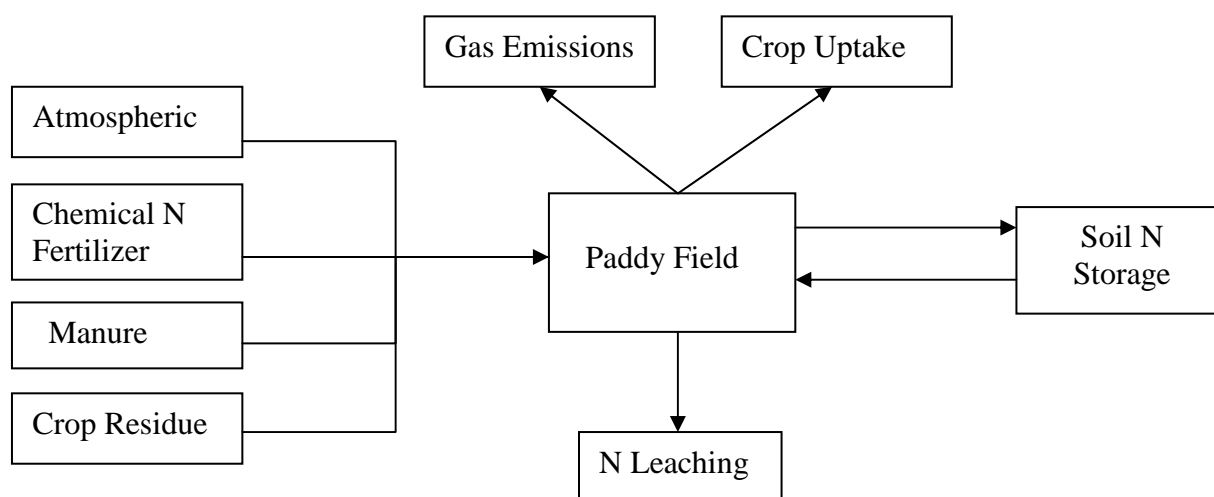 Gas Emissions
Crop Uptake
Atmospheric
Chemical N
Fertilizer
Manure
Crop Residue
Paddy Field
Soil N
Storage
N Leaching